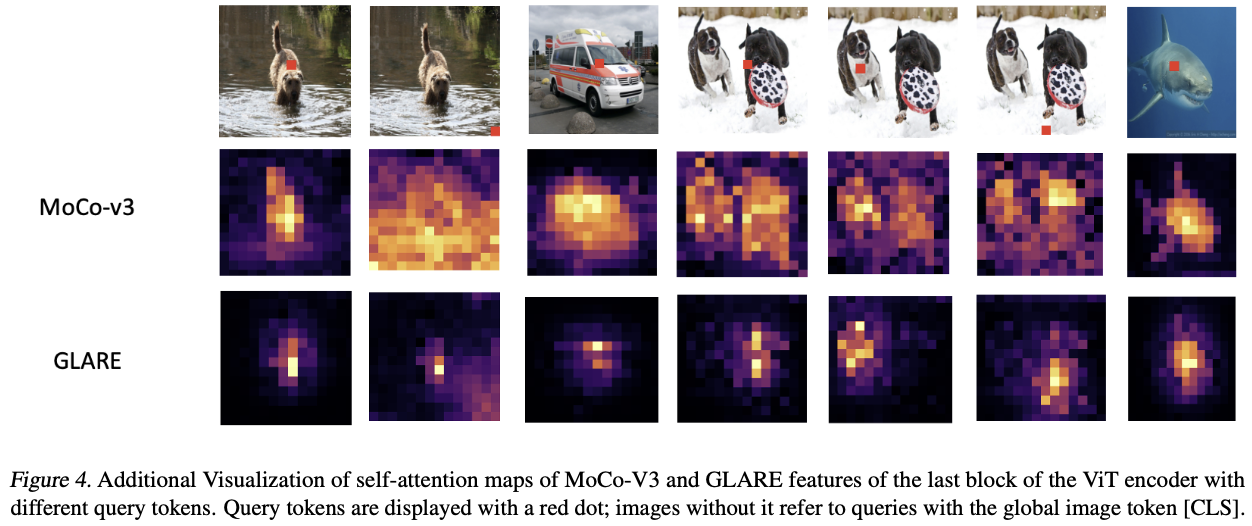 MoCo-v3
GLARE
Figure 4. Additional Visualization of self-attention maps of MoCo-V3 and GLARE features of the last block of the ViT encoder with
different query tokens. Query tokens are displayed with a red dot; images without it refer to queries with the global image token [CLS].